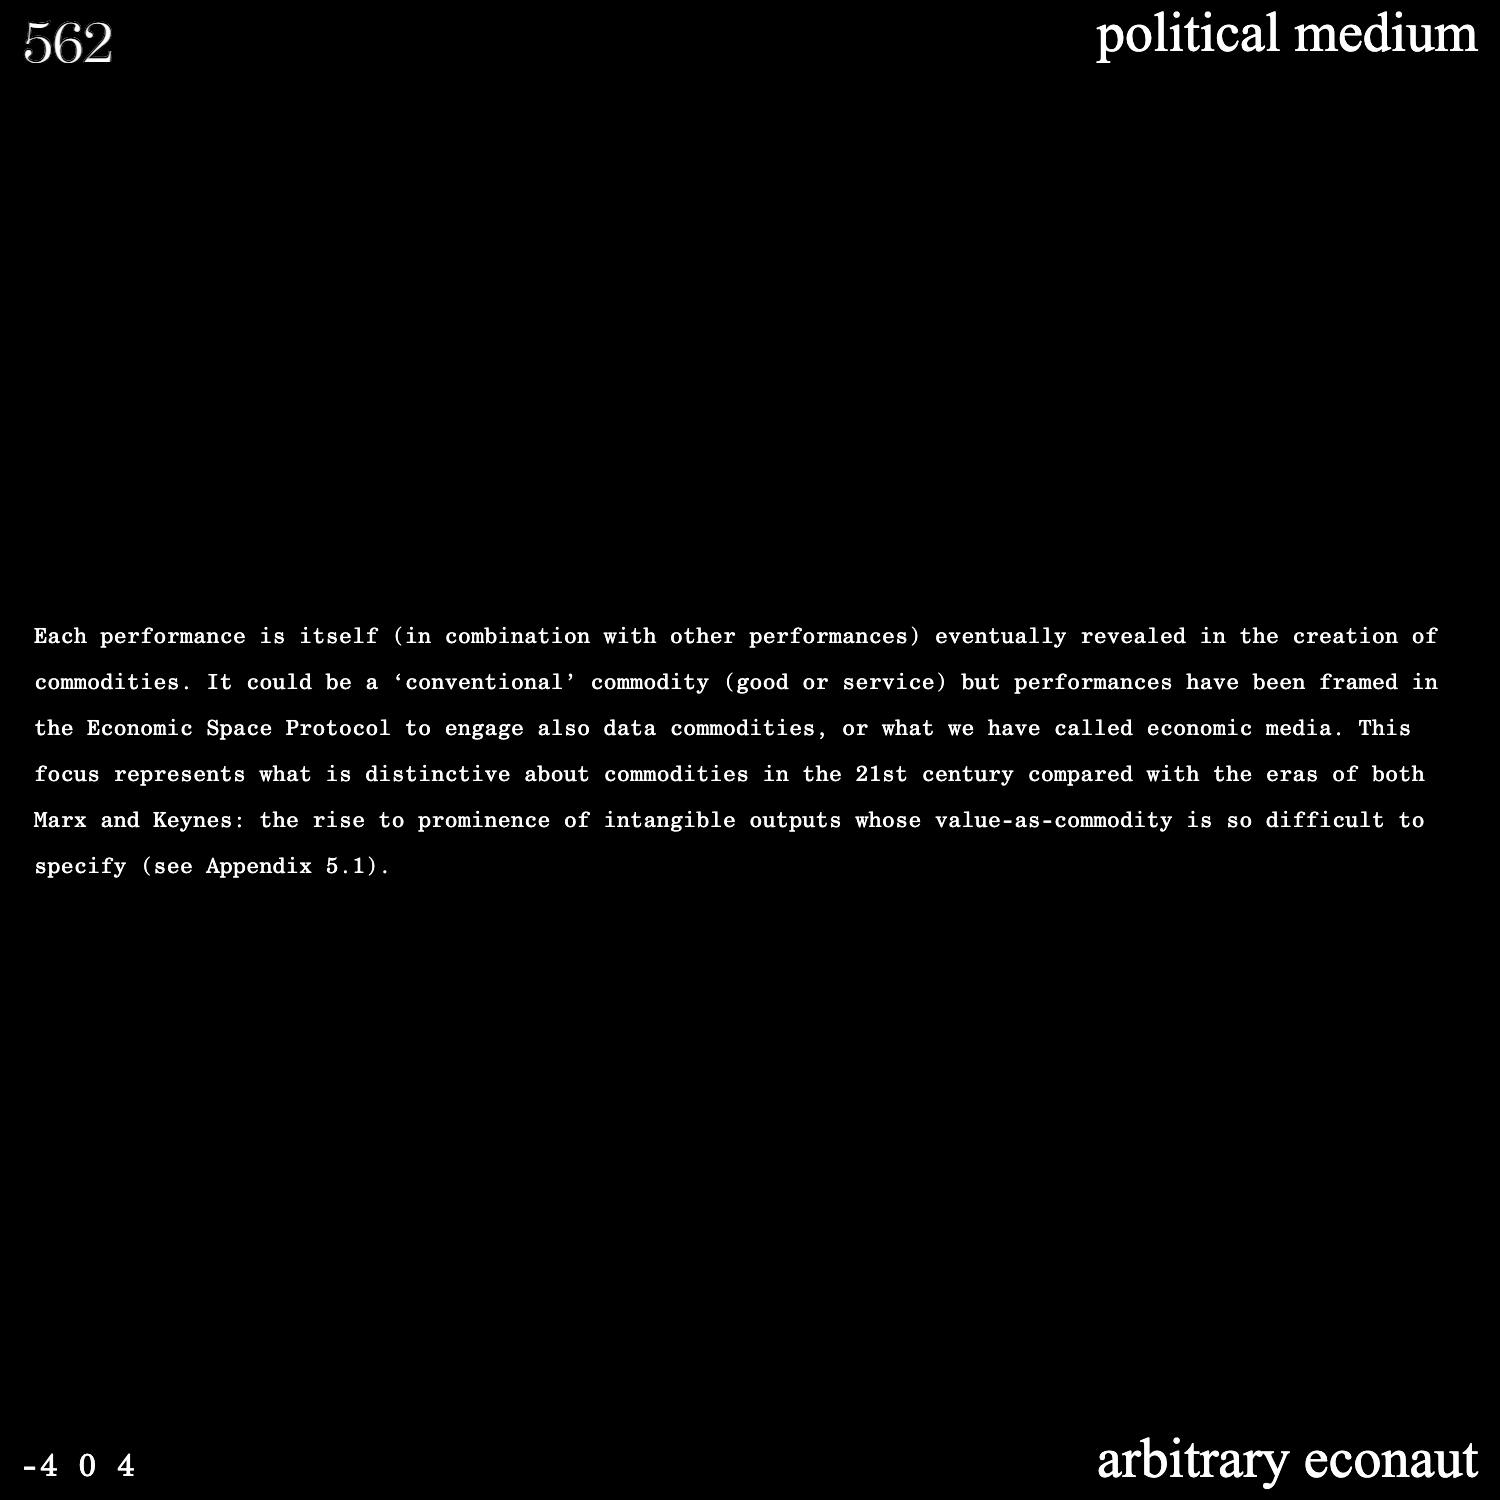 562
political medium
Each performance is itself (in combination with other performances) eventually revealed in the creation of
commodities. It could be a ‘conventional’ commodity (good or service) but performances have been framed in
the Economic Space Protocol to engage also data commodities, or what we have called economic media. This
focus represents what is distinctive about commodities in the 21st century compared with the eras of both
Marx and Keynes: the rise to prominence of intangible outputs whose value-as-commodity is so difficult to
specify (see Appendix 5.1).
-4 0 4
arbitrary econaut